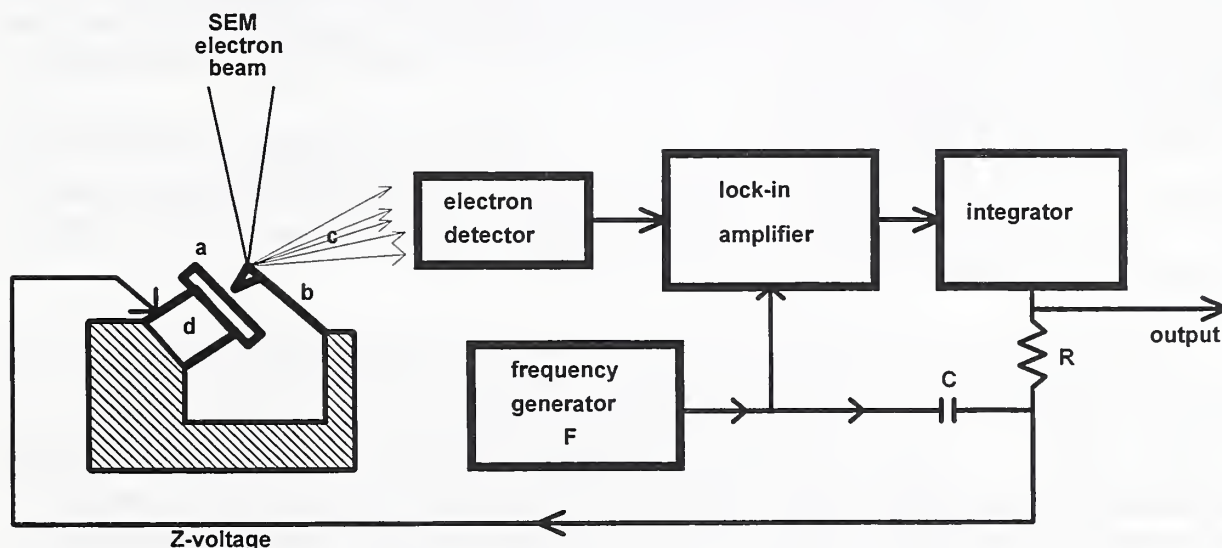 SEM
electron
beam
a
b
c
d
electron
detector
lock-in
amplifier
integrator
output
R
C
frequency
generator
F
Z-voltage